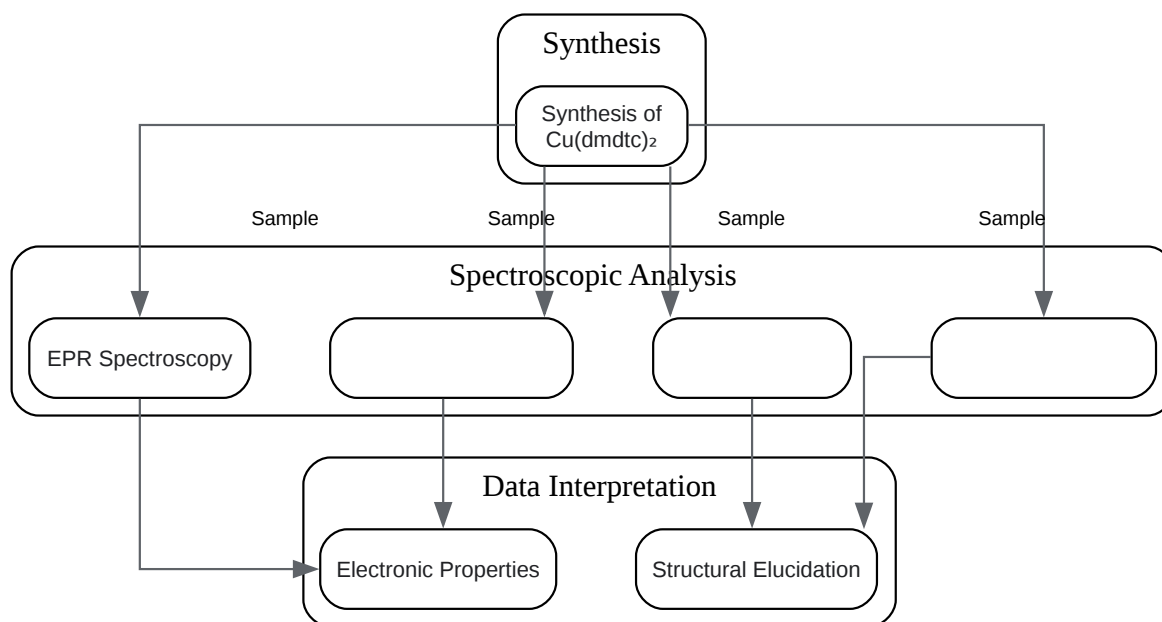 Synthesis
Synthesis of
Cu(dmdtc)₂
Sample
Sample
Sample
Sample
Spectroscopic Analysis
EPR Spectroscopy
Data Interpretation
Electronic Properties
Structural Elucidation